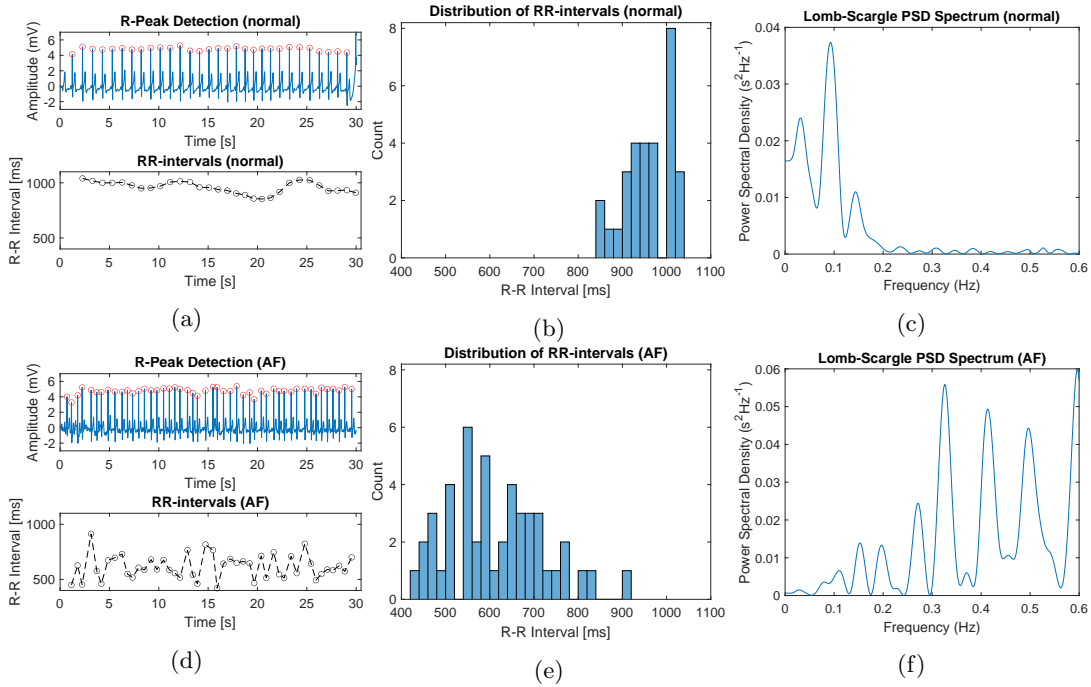 R-Peak Detection (normal)
Amplitude (mV)
6
4
2
0
-2
0 5 10 15 20 25 30
Time [s]
RR-intervals (normal)
R-R Interval [ms]
1000
500
0 5 10 15 20 25 30
Time [s]
(a)
Distribution of RR-intervals (normal)
Count
8
6
4
2
0
400 500 600 700 800 900 1000 1100
R-R Interval [ms]
(b)
Lomb-Scargle PSD Spectrum (normal)
Power Spectral Density (s²Hz⁻¹)
0.04
0.03
0.02
0.01
0
0 0.1 0.2 0.3 0.4 0.5 0.6
Frequency (Hz)
(c)
R-Peak Detection (AF)
Amplitude (mV)
6
4
2
0
-2
0 5 10 15 20 25 30
Time [s]
RR-intervals (AF)
R-R Interval [ms]
1000
500
0 5 10 15 20 25 30
Time [s]
(d)
Distribution of RR-intervals (AF)
Count
8
6
4
2
0
400 500 600 700 800 900 1000 1100
R-R Interval [ms]
(e)
Lomb-Scargle PSD Spectrum (AF)
Power Spectral Density (s²Hz⁻¹)
0.06
0.05
0.04
0.03
0.02
0.01
0
0 0.1 0.2 0.3 0.4 0.5 0.6
Frequency (Hz)
(f)